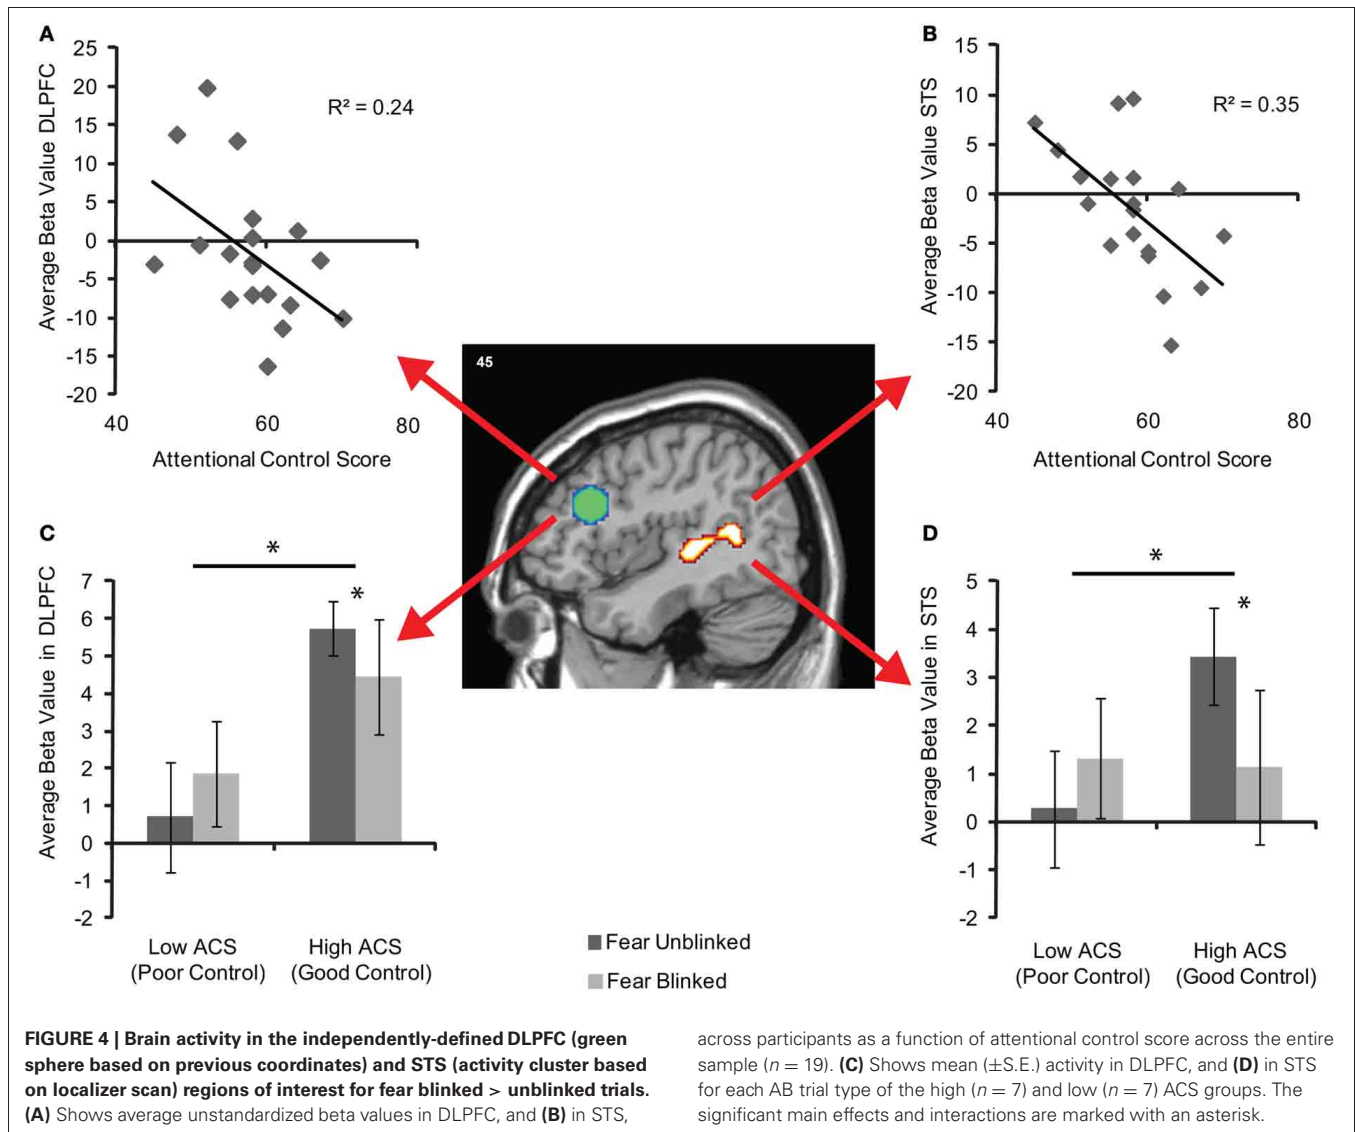 A
25
20
15
10
5
0
-5
-10
-15
-20
Average Beta Value DLPFC
R² = 0.24
40 60 80
Attentional Control Score
B
15
10
5
0
-5
-10
-15
-20
Average Beta Value STS
R² = 0.35
40 60 80
Attentional Control Score
45
C
7
6
5
4
3
2
1
0
-1
-2
Average Beta Value in DLPFC
*
*
Low ACS
(Poor Control)
High ACS
(Good Control)
Fear Unblinked
Fear Blinked
D
5
4
3
2
1
0
-1
-2
Average Beta Value in STS
*
*
Low ACS
(Poor Control)
High ACS
(Good Control)
FIGURE 4 | Brain activity in the independently-defined DLPFC (green
sphere based on previous coordinates) and STS (activity cluster based
on localizer scan) regions of interest for fear blinked > unblinked trials.
(A) Shows average unstandardized beta values in DLPFC, and (B) in STS,
across participants as a function of attentional control score across the entire
sample (n = 19). (C) Shows mean (±S.E.) activity in DLPFC, and (D) in STS
for each AB trial type of the high (n = 7) and low (n = 7) ACS groups. The
significant main effects and interactions are marked with an asterisk.